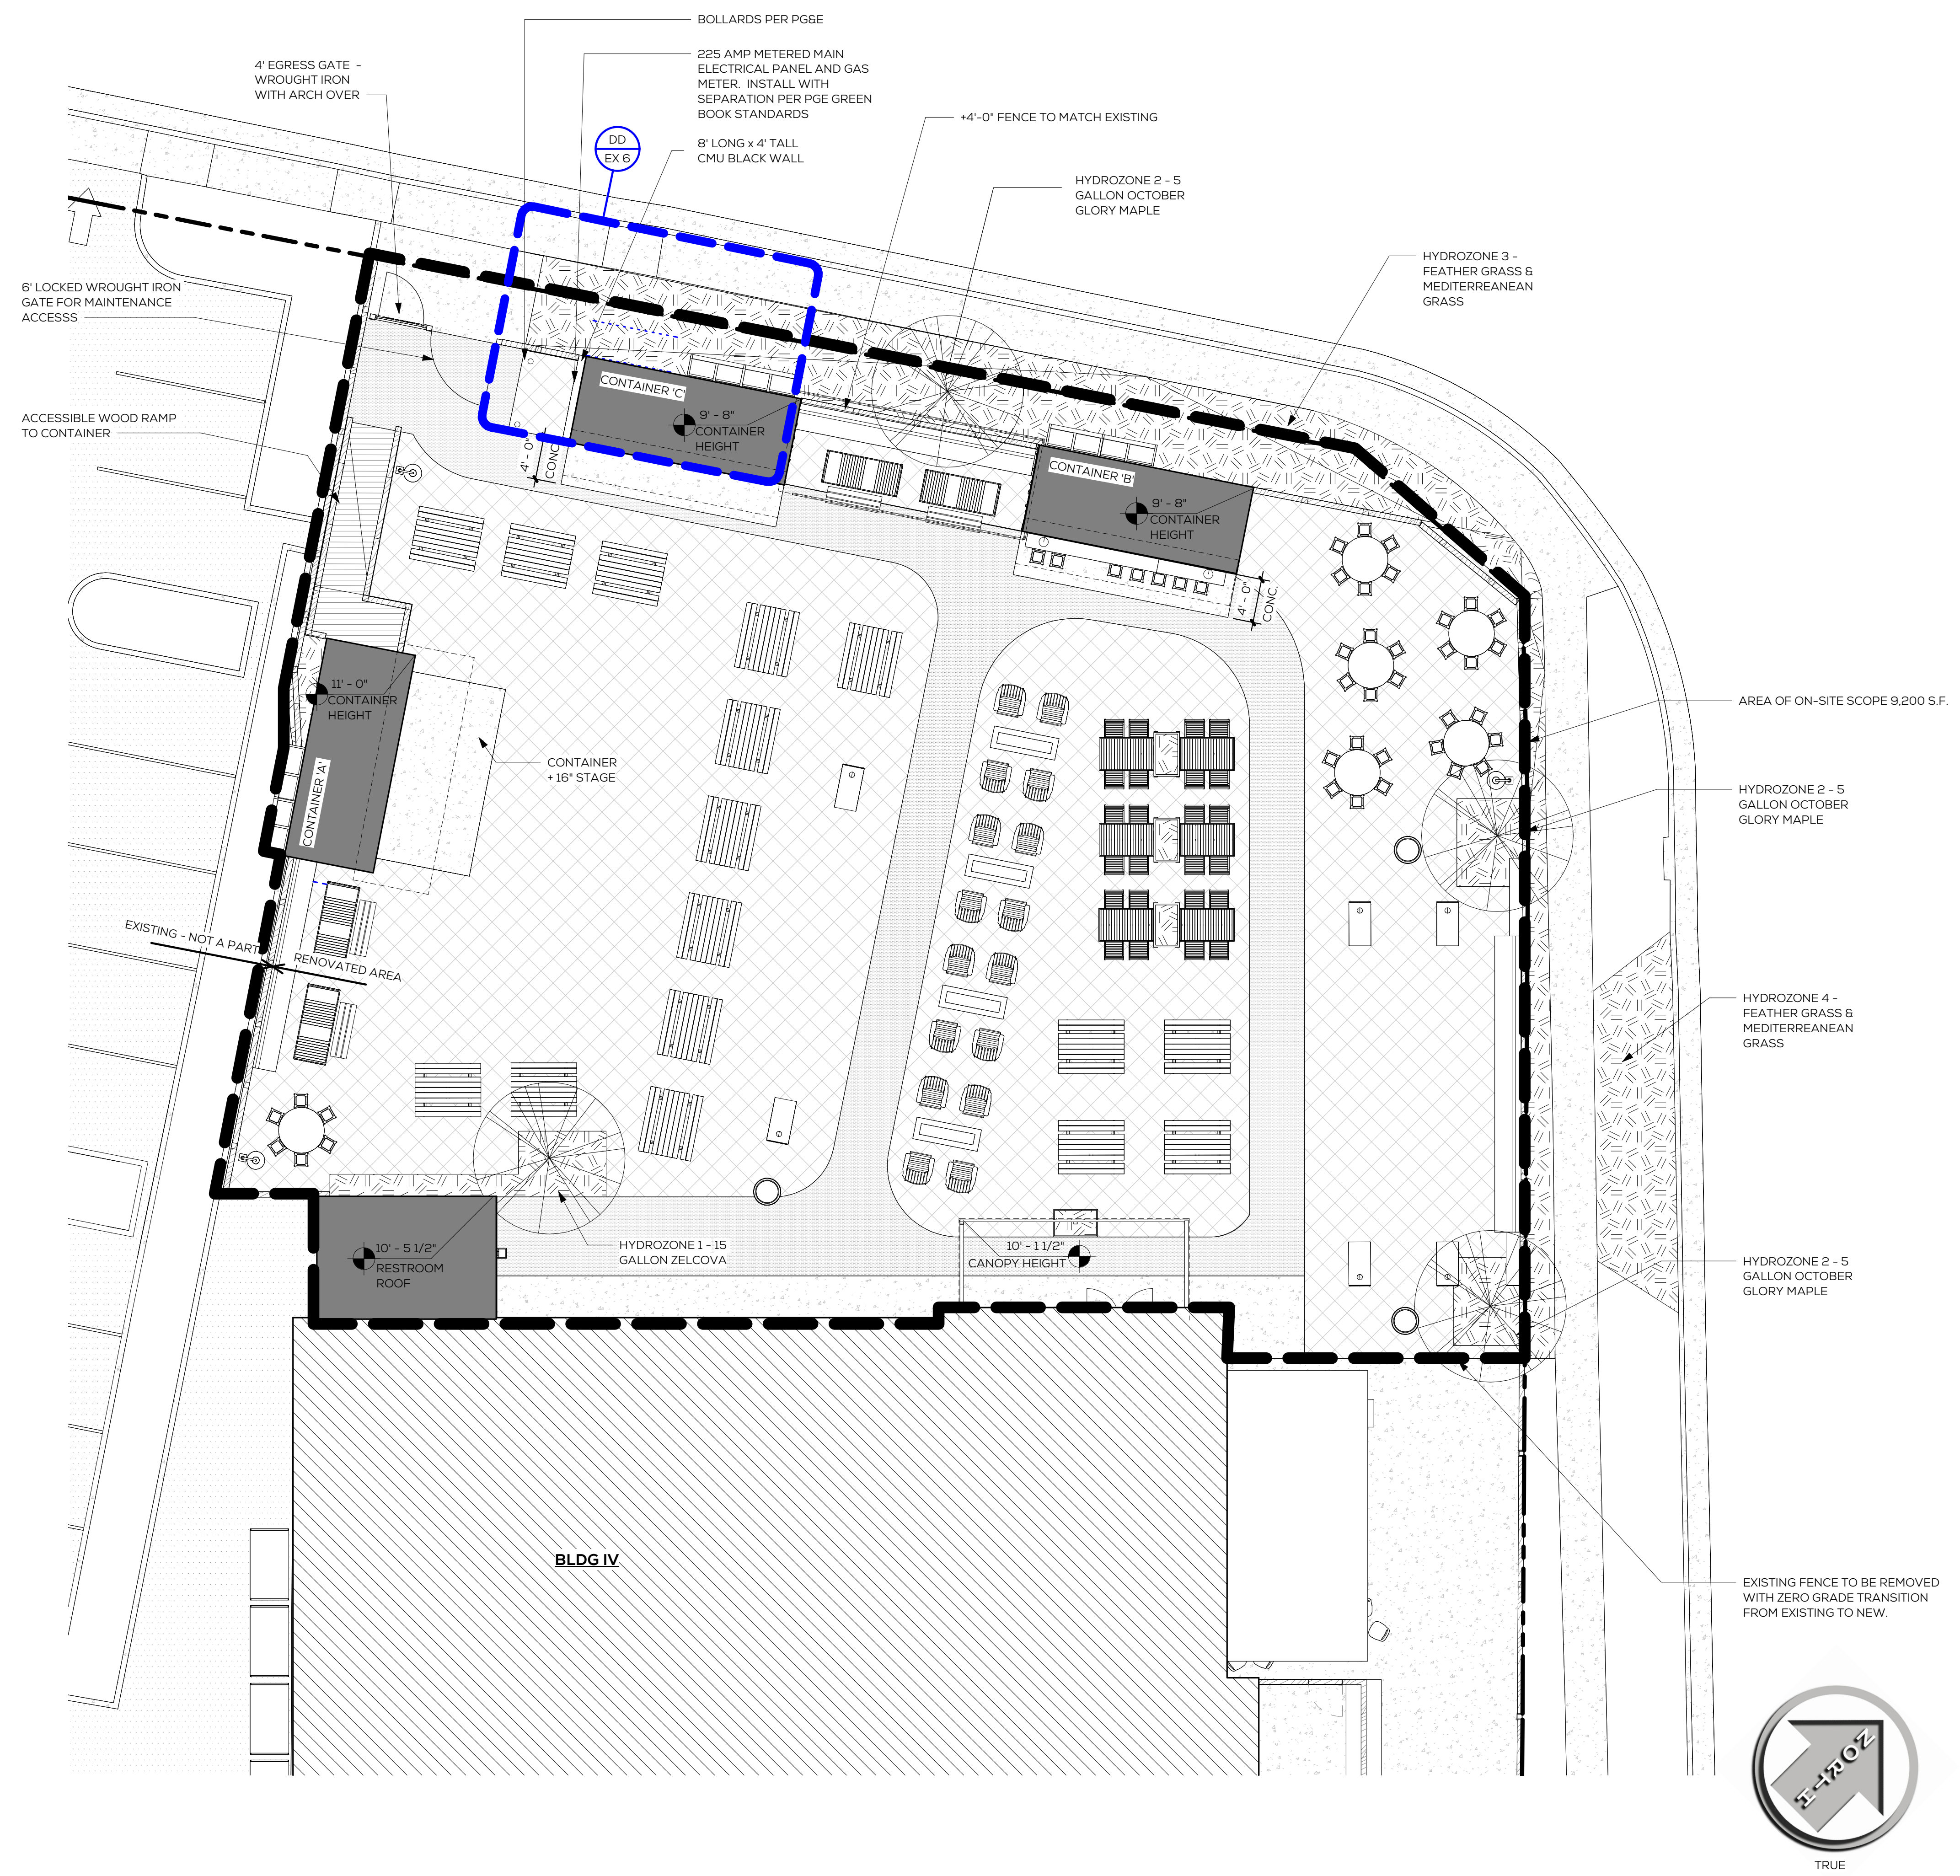 BOLLARDS PER PG&E
225 AMP METERED MAIN
ELECTRICAL PANEL AND GAS
METER. INSTALL WITH
SEPARATION PER PGE GREEN
BOOK STANDARDS
4' EGRESS GATE -
WROUGHT IRON
WITH ARCH OVER
+4'-0" FENCE TO MATCH EXISTING
DD
EX 6
8' LONG x 4' TALL
CMU BLACK WALL
HYDROZONE 2 - 5
GALLON OCTOBER
GLORY MAPLE
HYDROZONE 3 -
FEATHER GRASS &
MEDITERREANEAN
GRASS
6' LOCKED WROUGHT IRON
GATE FOR MAINTENANCE
ACCESSS
ACCESSIBLE WOOD RAMP
TO CONTAINER
CONTAINER 'C'
9' - 8"
CONTAINER
HEIGHT
4' - 0"
CONC.
CONTAINER 'B'
9' - 8"
CONTAINER
HEIGHT
4' - 0"
CONC.
11' - 0"
CONTAINER
HEIGHT
CONTAINER 'A'
CONTAINER
+ 16" STAGE
AREA OF ON-SITE SCOPE 9,200 S.F.
HYDROZONE 2 - 5
GALLON OCTOBER
GLORY MAPLE
EXISTING - NOT A PART
RENOVATED AREA
HYDROZONE 4 -
FEATHER GRASS &
MEDITERREANEAN
GRASS
10' - 5 1/2"
RESTROOM
ROOF
HYDROZONE 1 - 15
GALLON ZELCOVA
10' - 1 1/2"
CANOPY HEIGHT
HYDROZONE 2 - 5
GALLON OCTOBER
GLORY MAPLE
BLDG IV
EXISTING FENCE TO BE REMOVED
WITH ZERO GRADE TRANSITION
FROM EXISTING TO NEW.
NORTH
TRUE